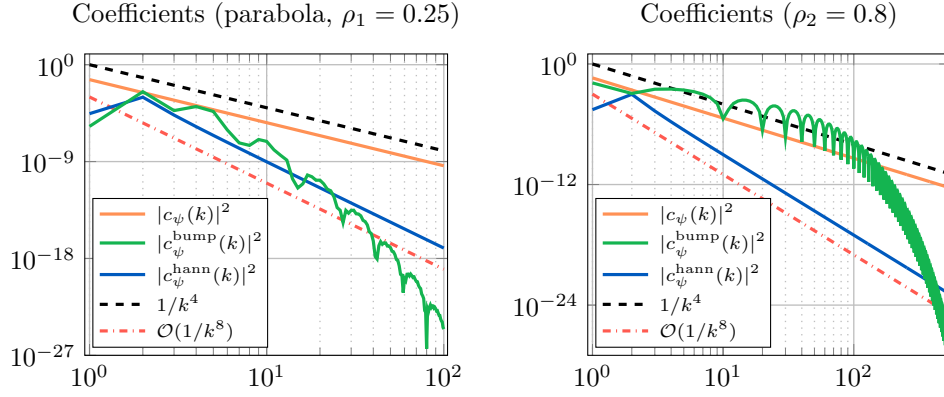 Coefficients (parabola, ρ₁ = 0.25)
10⁰
10⁻⁹
10⁻¹⁸
10⁻²⁷
|c_ψ(k)|²
|c_ψ^bump(k)|²
|c_ψ^hann(k)|²
1/k⁴
𝒪(1/k⁸)
10⁰ 10¹ 10²
Coefficients (ρ₂ = 0.8)
10⁰
10⁻¹²
10⁻²⁴
|c_ψ(k)|²
|c_ψ^bump(k)|²
|c_ψ^hann(k)|²
1/k⁴
𝒪(1/k⁸)
10⁰ 10¹ 10²